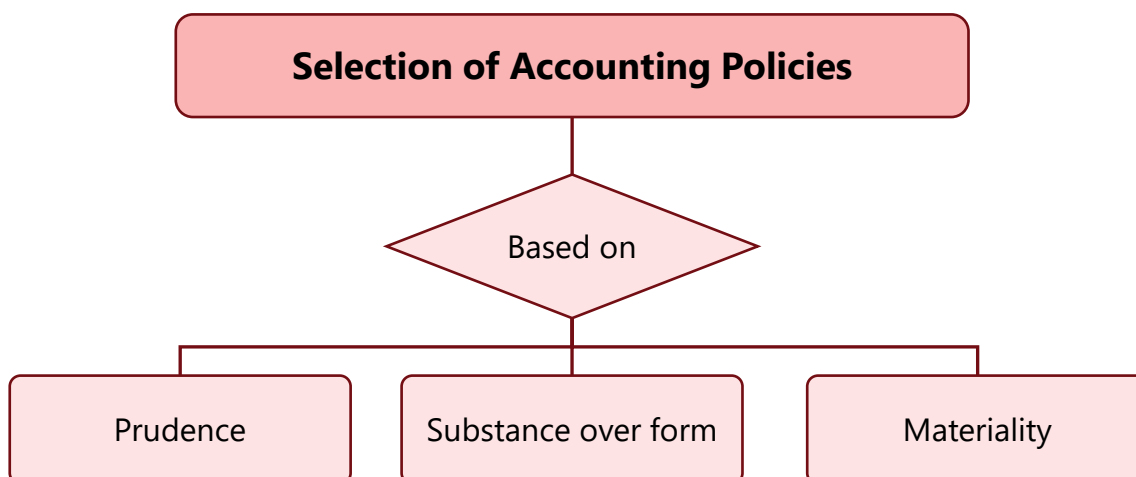 Selection of Accounting Policies
Based on
Prudence
Substance over form
Materiality